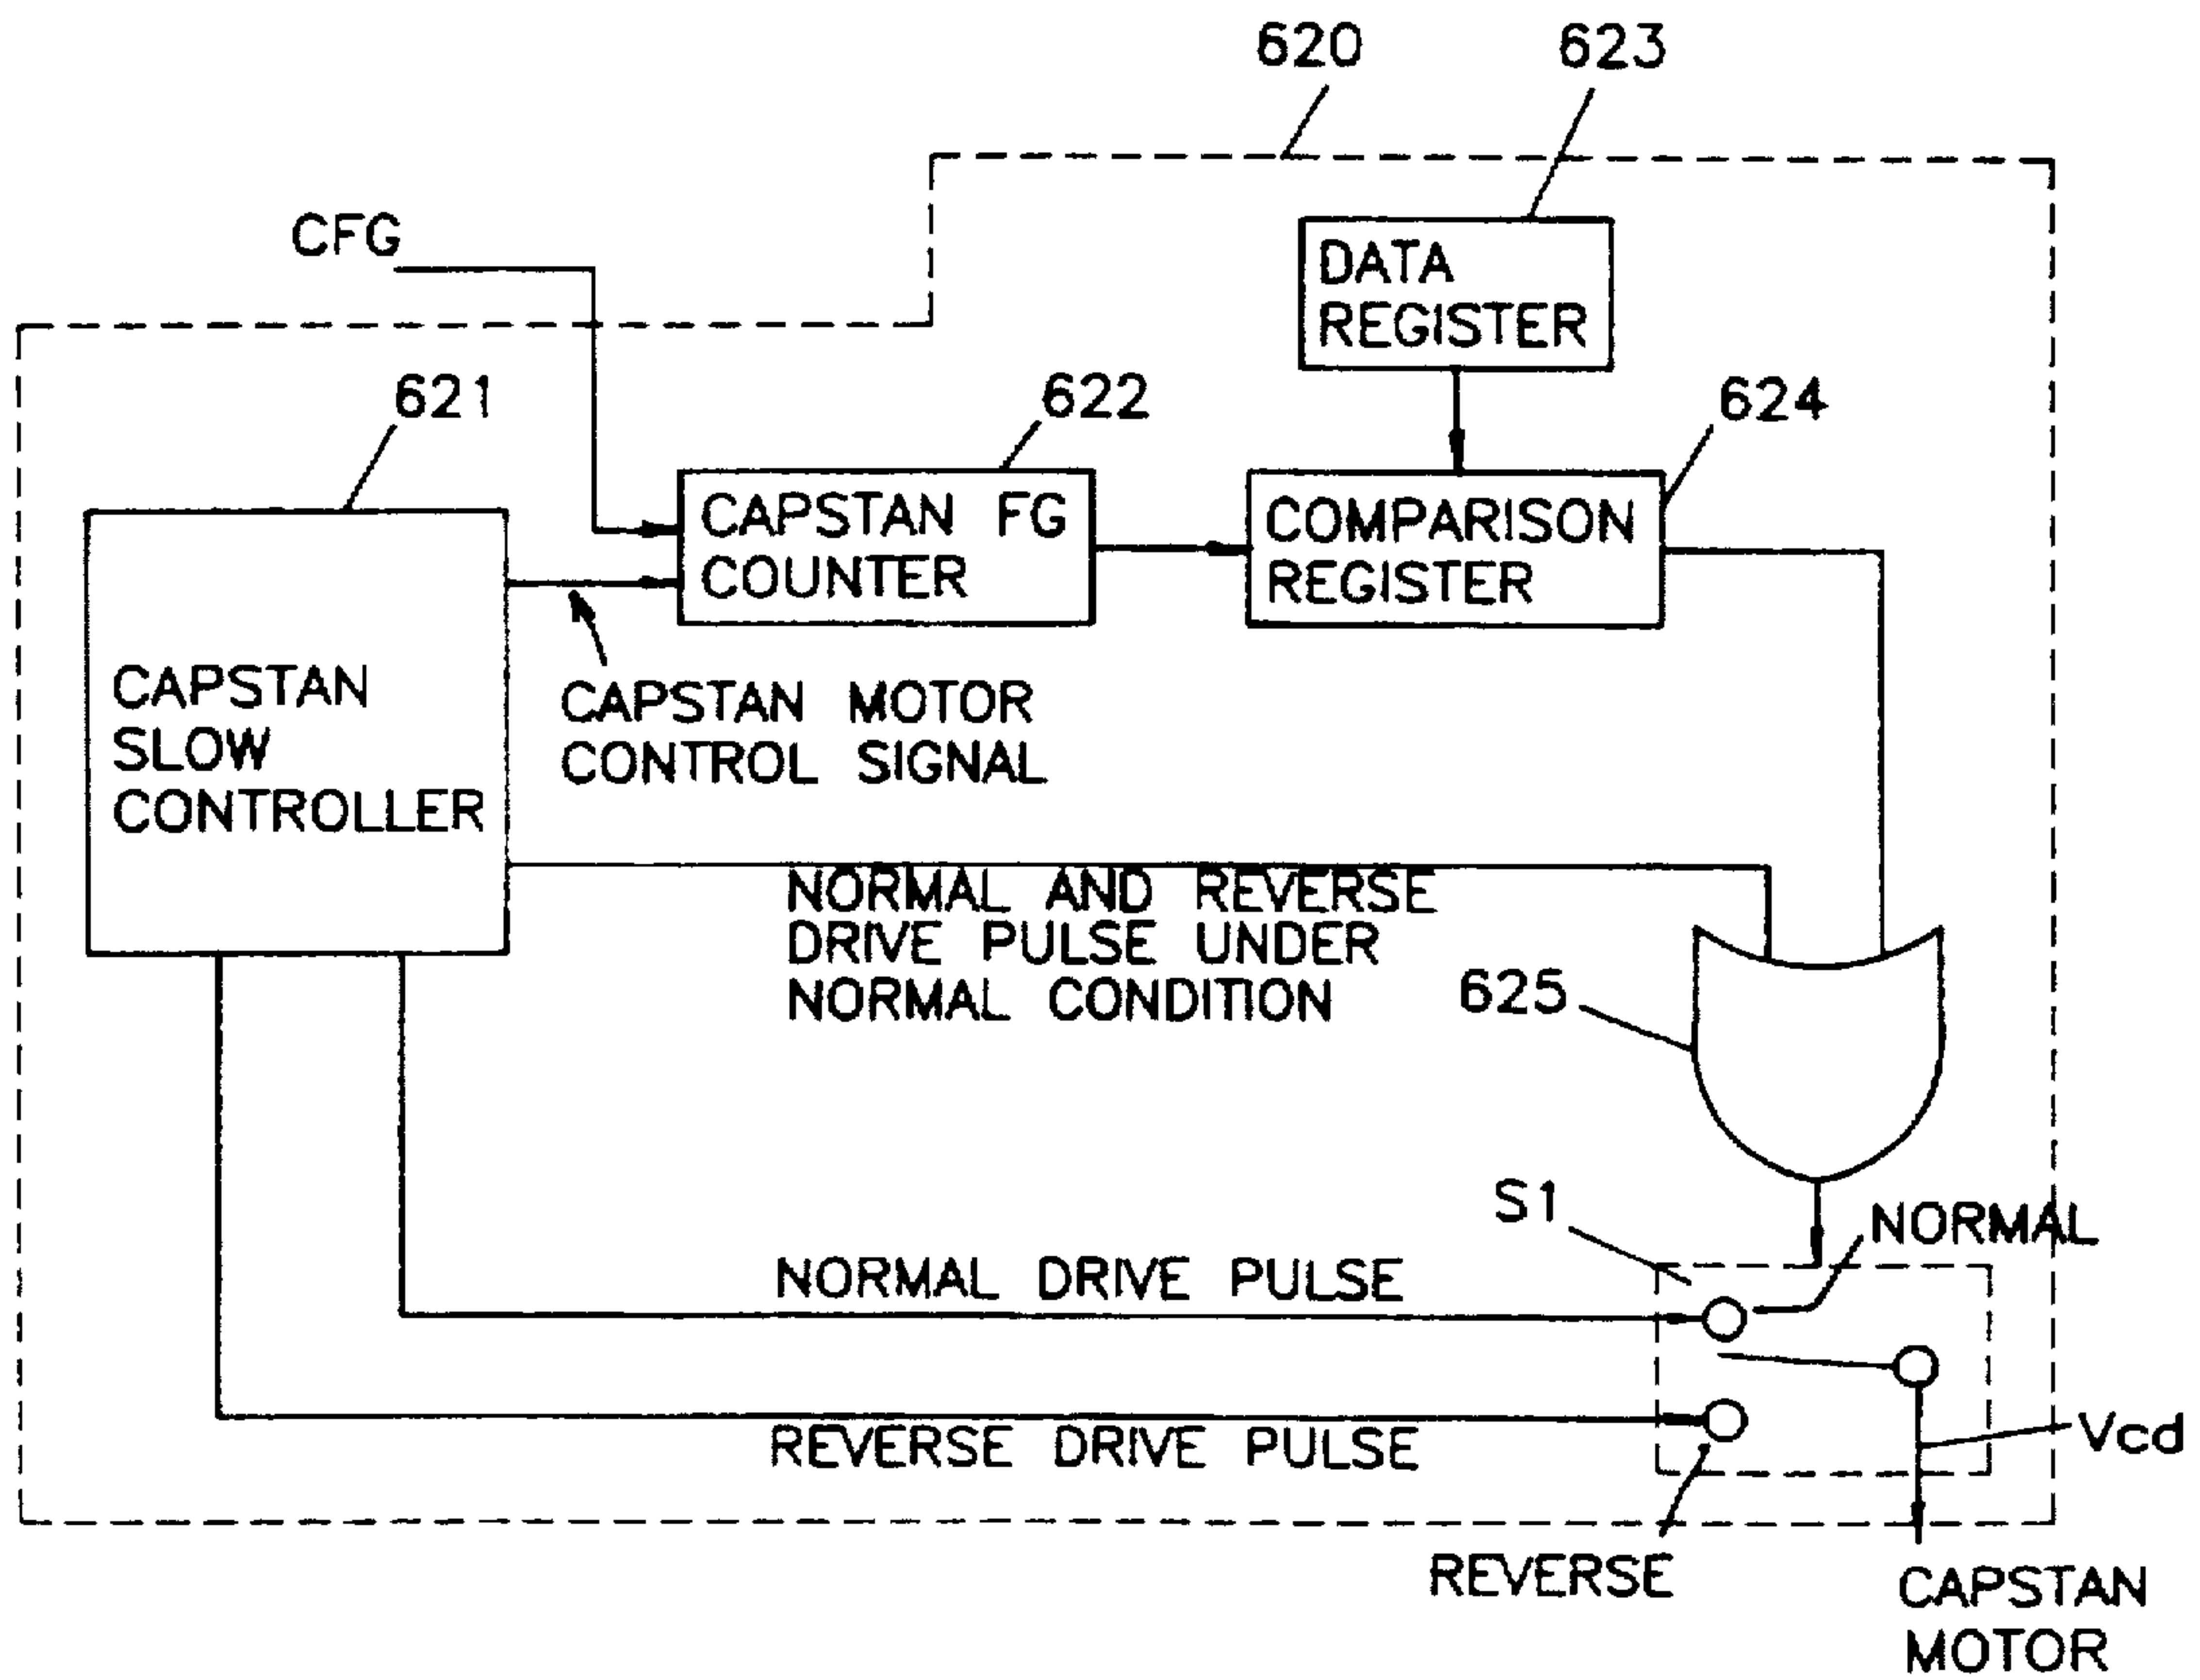 620
623
CFG
DATA
REGISTER
621
622
624
CAPSTAN FG
COUNTER
COMPARISON
REGISTER
CAPSTAN
SLOW
CONTROLLER
CAPSTAN MOTOR
CONTROL SIGNAL
NORMAL AND REVERSE
DRIVE PULSE UNDER
NORMAL CONDITION
625
S1
NORMAL
NORMAL DRIVE PULSE
REVERSE DRIVE PULSE
Vcd
REVERSE
CAPSTAN
MOTOR